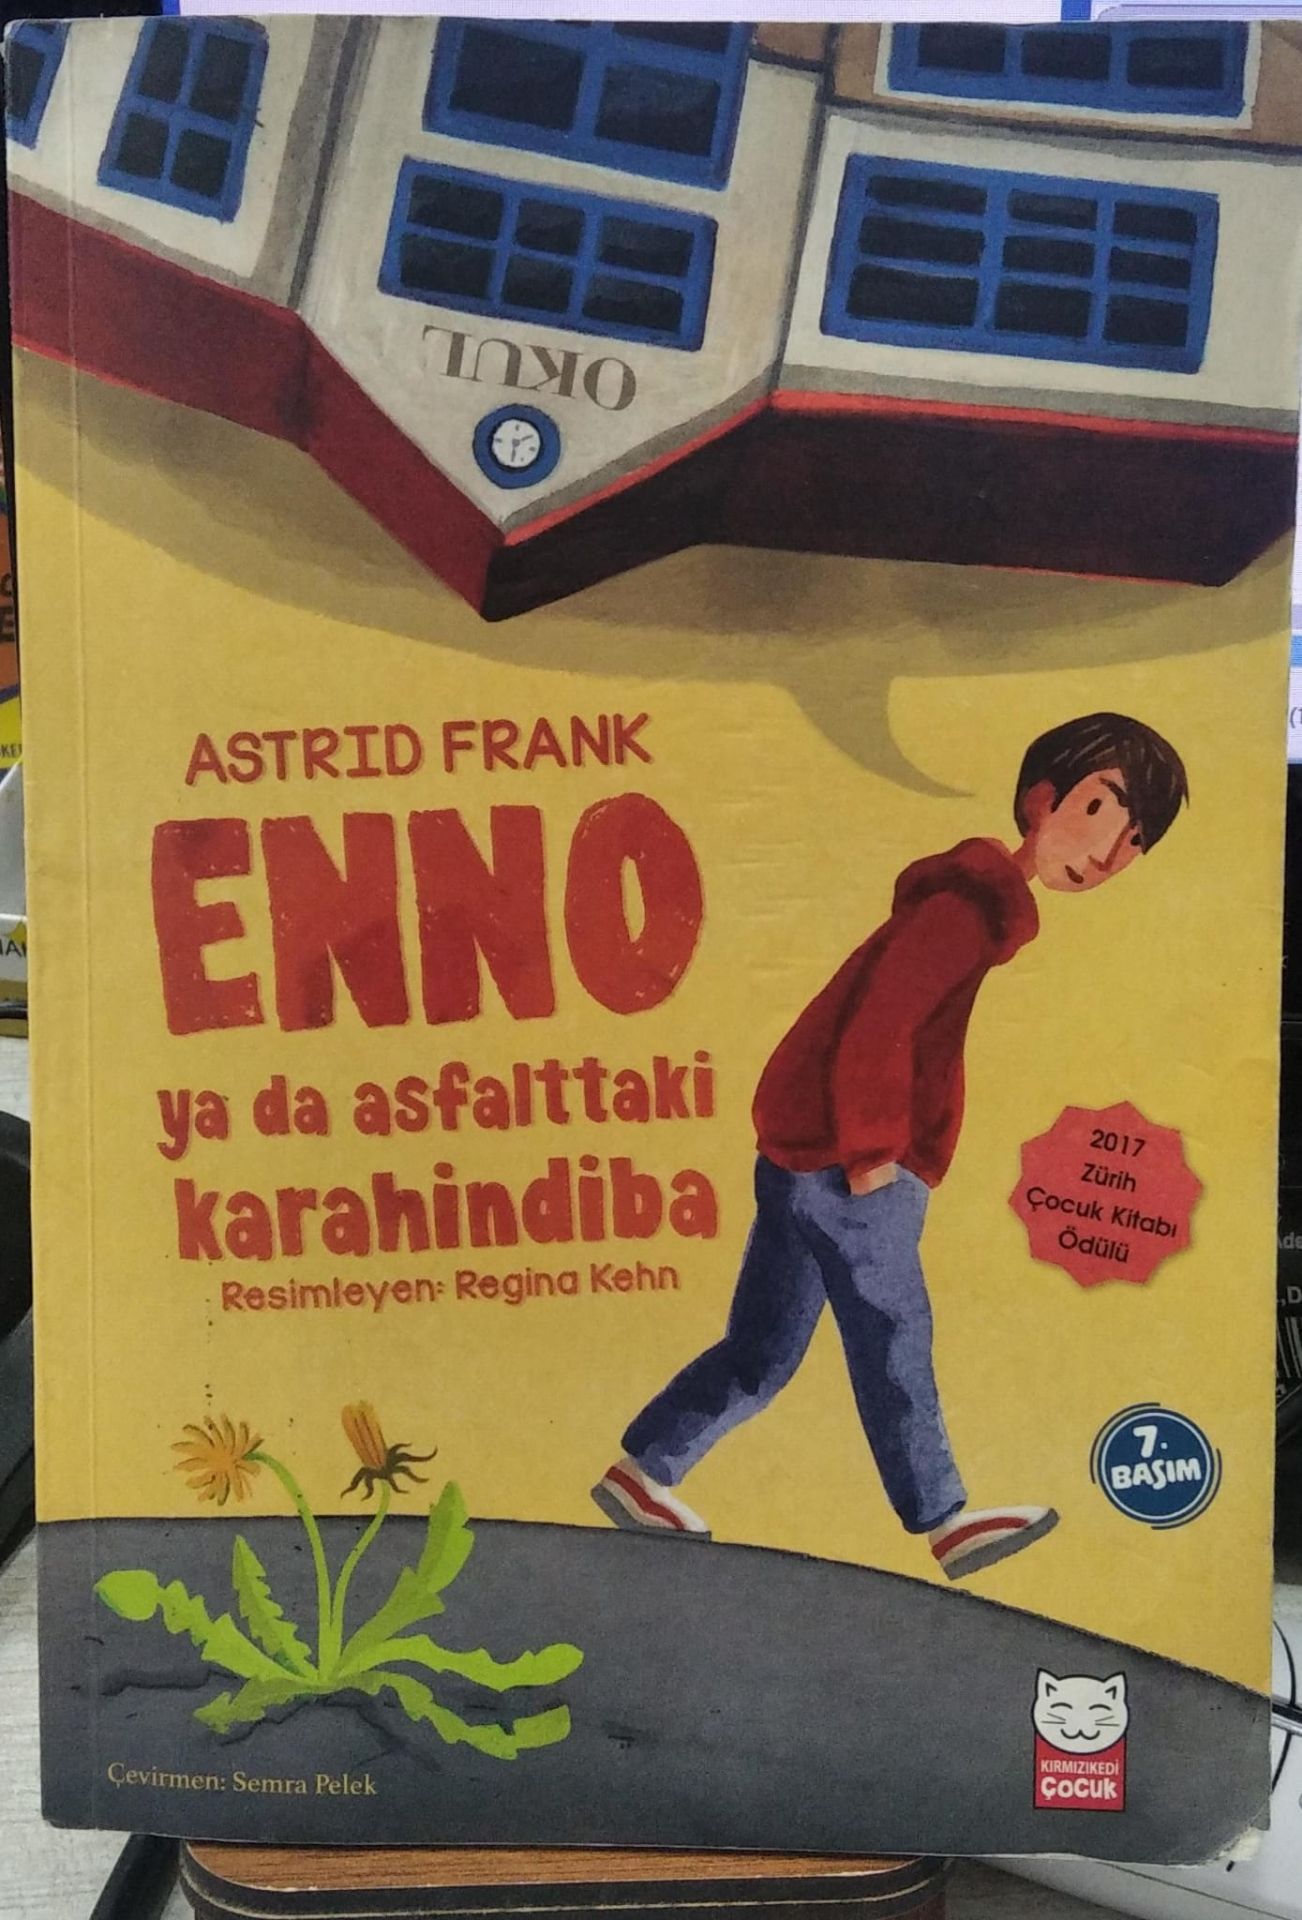 OKUL
ASTRID FRANK
ENNO
ya da asfalttaki
karahindiba
Resimleyen: Regina Kehn
2017
Zürih
Çocuk Kitabı
Ödülü
7.
BASIM
KIRMIZIKEDİ
ÇOCUK
Çevirmen: Semra Pelek